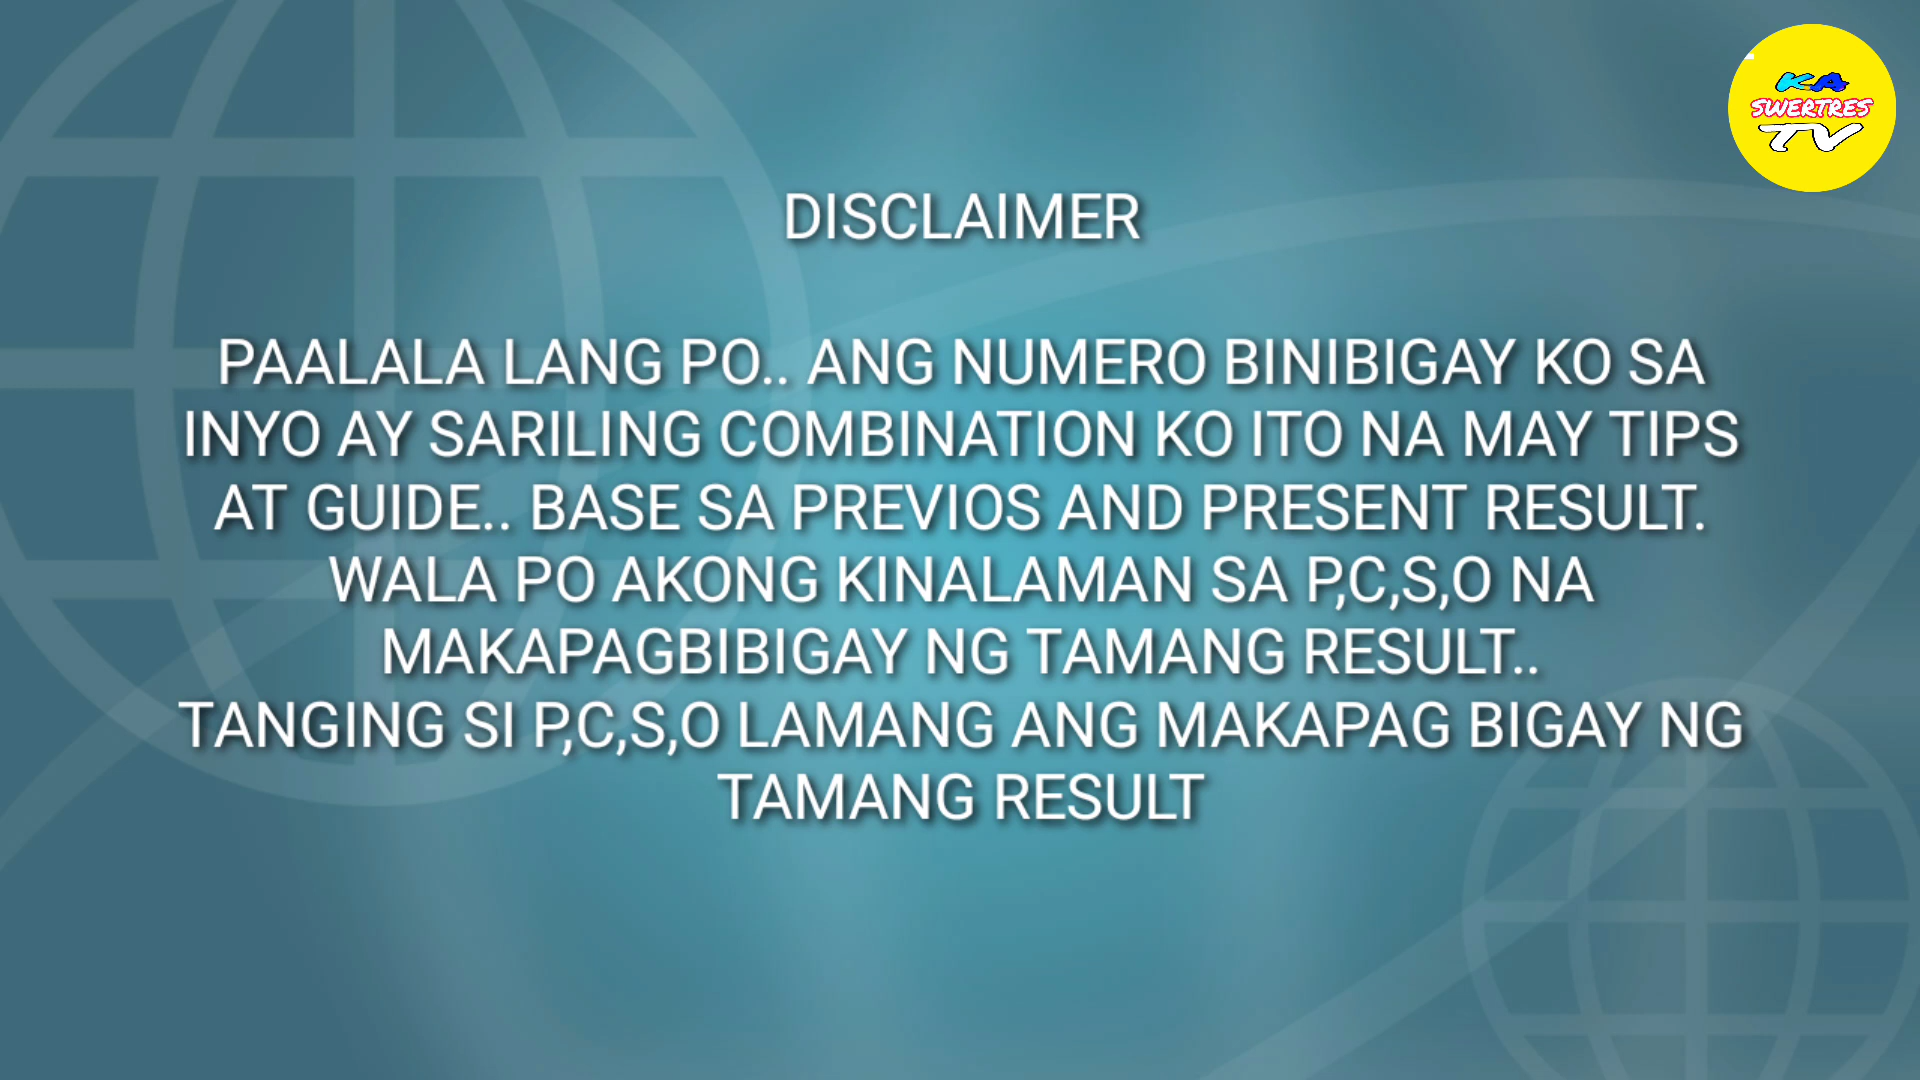 KA
SWERTRES
TV
DISCLAIMER
PAALALA LANG PO.. ANG NUMERO BINIBIGAY KO SA
INYO AY SARILING COMBINATION KO ITO NA MAY TIPS
AT GUIDE.. BASE SA PREVIOS AND PRESENT RESULT.
WALA PO AKONG KINALAMAN SA P,C,S,O NA
MAKAPAGBIBIGAY NG TAMANG RESULT..
TANGING SI P,C,S,O LAMANG ANG MAKAPAG BIGAY NG
TAMANG RESULT